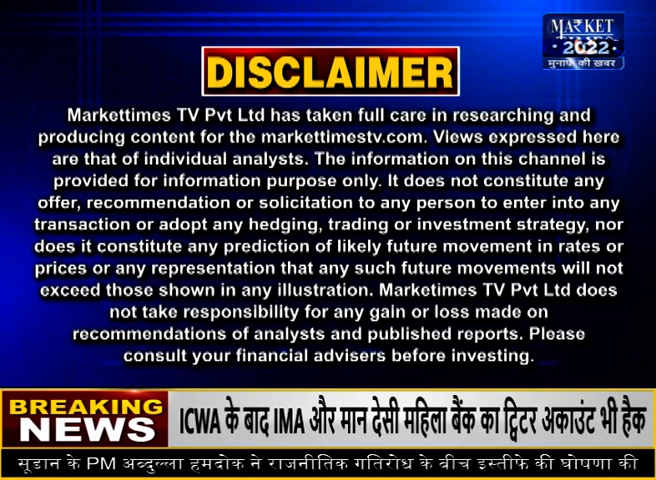 MARKET
TIMES
2022
मुनाफे की ख़बर
DISCLAIMER
Markettimes TV Pvt Ltd has taken full care in researching and
producing content for the markettimestv.com. Views expressed here
are that of individual analysts. The information on this channel is
provided for information purpose only. It does not constitute any
offer, recommendation or solicitation to any person to enter into any
transaction or adopt any hedging, trading or investment strategy, nor
does it constitute any prediction of likely future movement in rates or
prices or any representation that any such future movements will not
exceed those shown in any illustration. Marketimes TV Pvt Ltd does
not take responsibility for any gain or loss made on
recommendations of analysts and published reports. Please
consult your financial advisers before investing.
BREAKING
NEWS
ICWA के बाद IMA और मान देसी महिला बैंक का ट्विटर अकाउंट भी हैक
सूडान के PM अब्दुल्ला हमदोक ने राजनीतिक गतिरोध के बीच इस्तीफे की घोषणा की